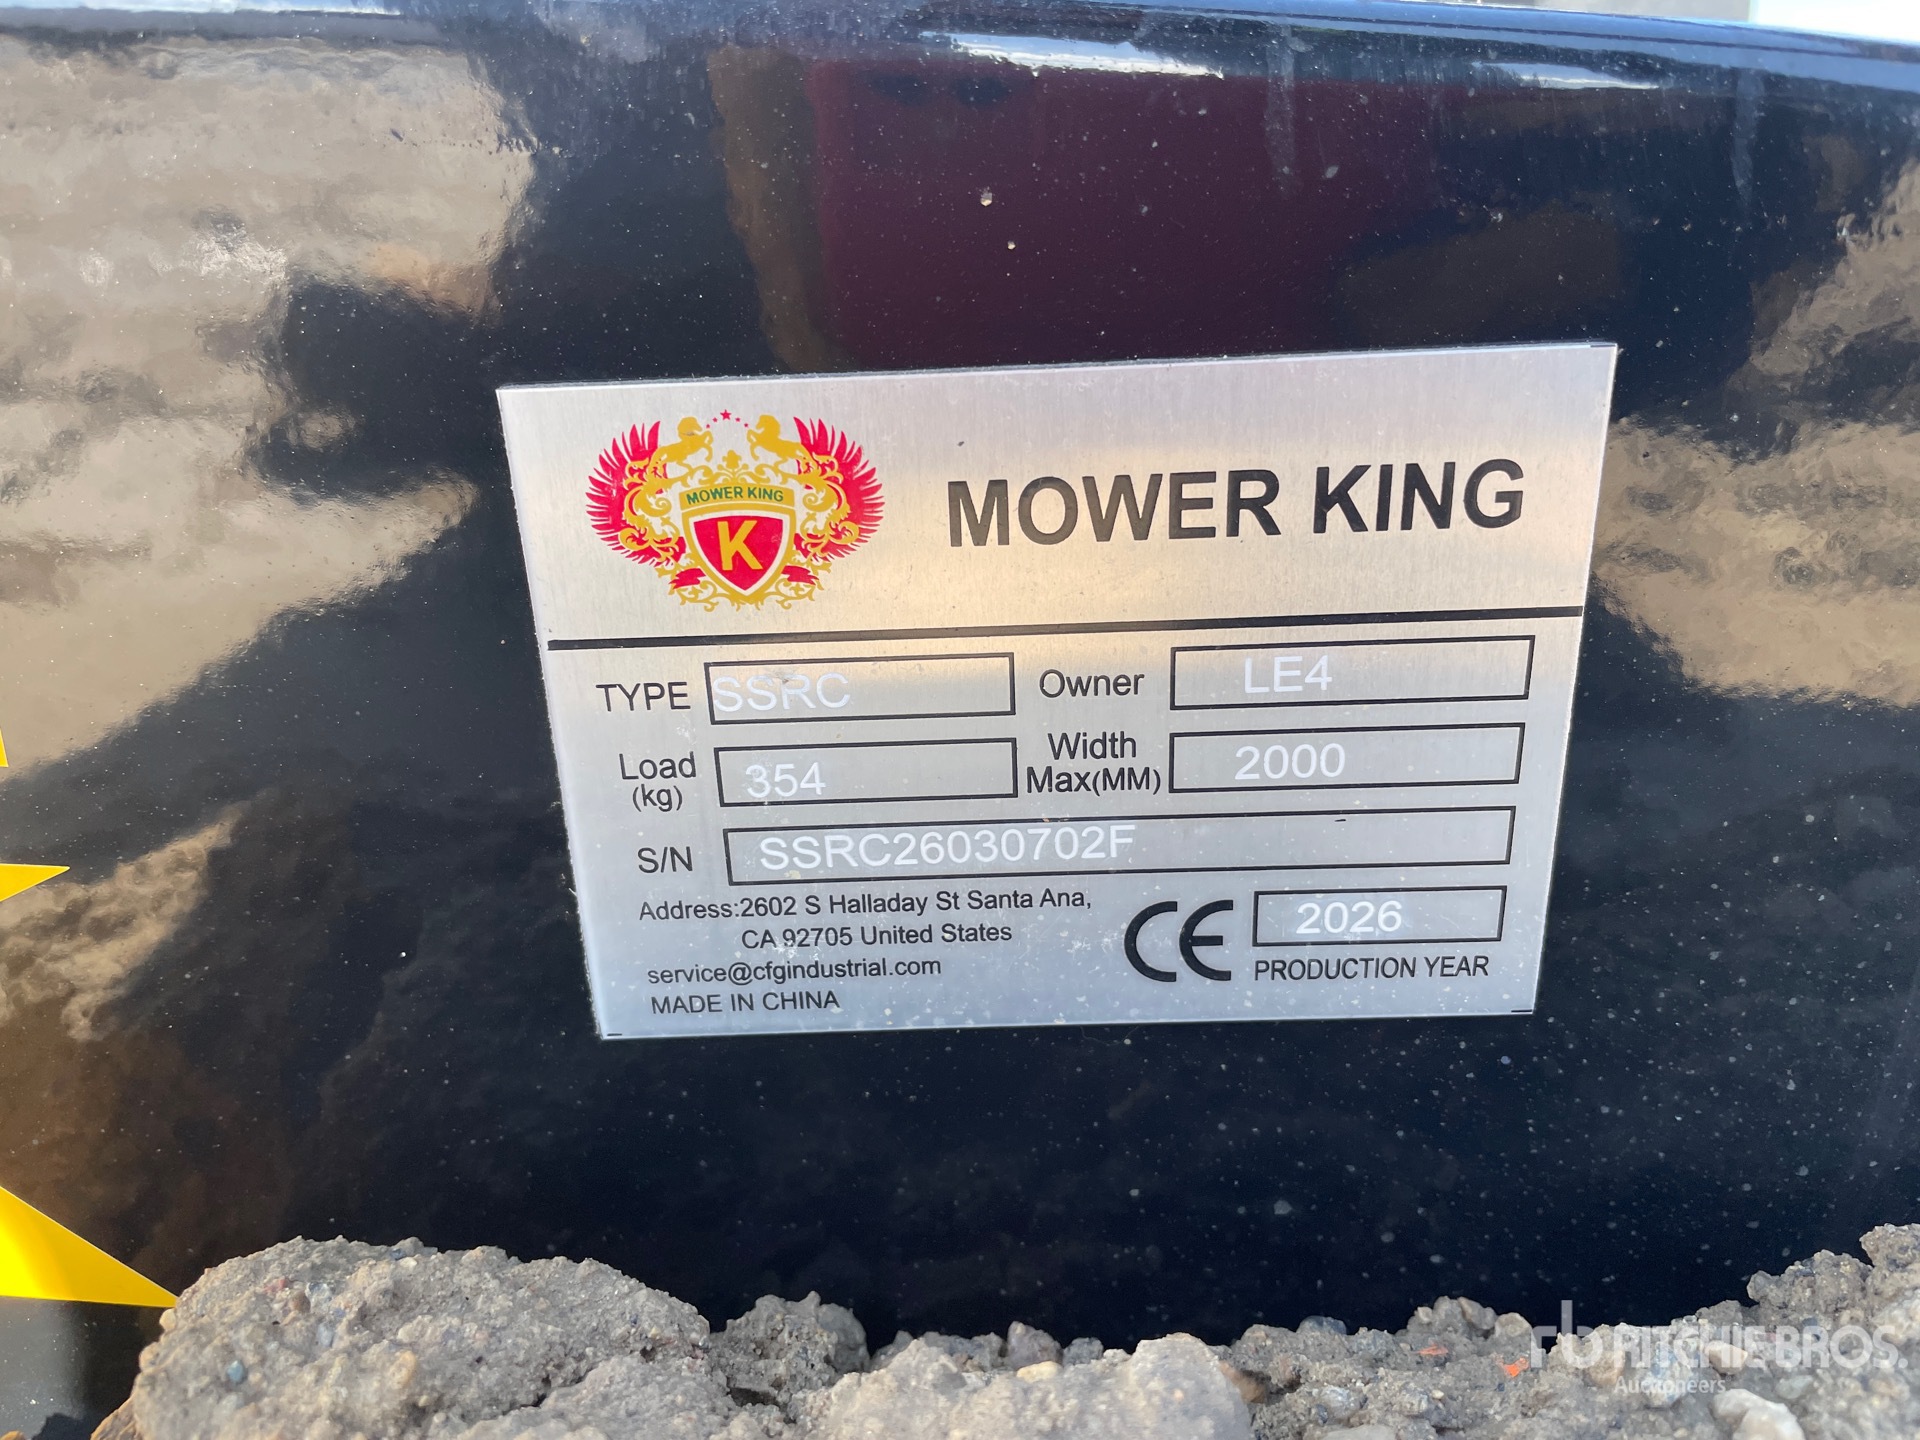 MOWER KING
K
MOWER KING
TYPE SSRC Owner LE4
Load (kg) 354 Width Max(MM) 2000
S/N SSRC26030702F
Address:2602 S Halladay St Santa Ana,
CA 92705 United States
service@cfgindustrial.com
MADE IN CHINA
CE 2026
PRODUCTION YEAR
rb RITCHIE BROS.
Auctioneers